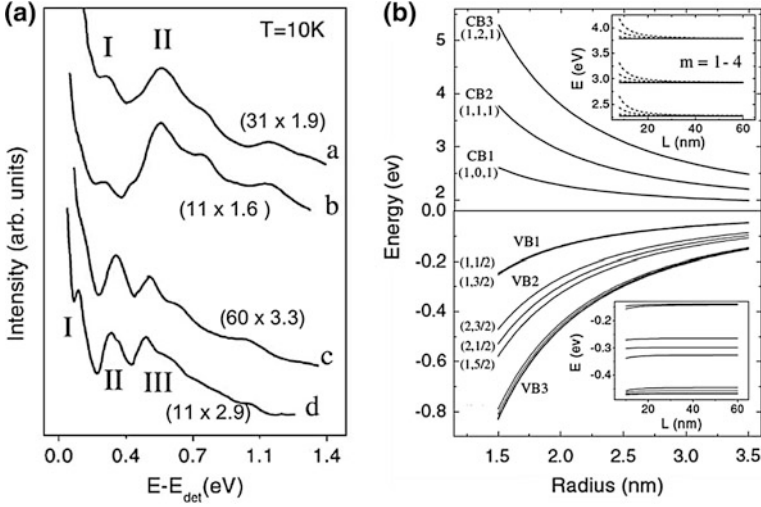 (a)
T=10K
I
II
(31 x 1.9)
a
(11 x 1.6 )
b
I
(60 x 3.3)
c
II
III
(11 x 2.9)
d
Intensity (arb. units)
0.0 0.4 0.7 1.1 1.4
E-Edet(eV)
(b)
CB3
(1,2,1)
CB2
(1,1,1)
CB1
(1,0,1)
E (eV)
4.0
3.5
3.0
2.5
m = 1 - 4
0 20 40 60
L (nm)
5
4
3
2
0.0
-0.2
-0.4
-0.6
-0.8
Energy (ev)
VB1
(1,1/2)
(1,3/2)
VB2
(2,3/2)
(2,1/2)
(1,5/2)
VB3
E (ev)
-0.2
-0.3
-0.4
20 40 60
L (nm)
1.5 2.0 2.5 3.0 3.5
Radius (nm)